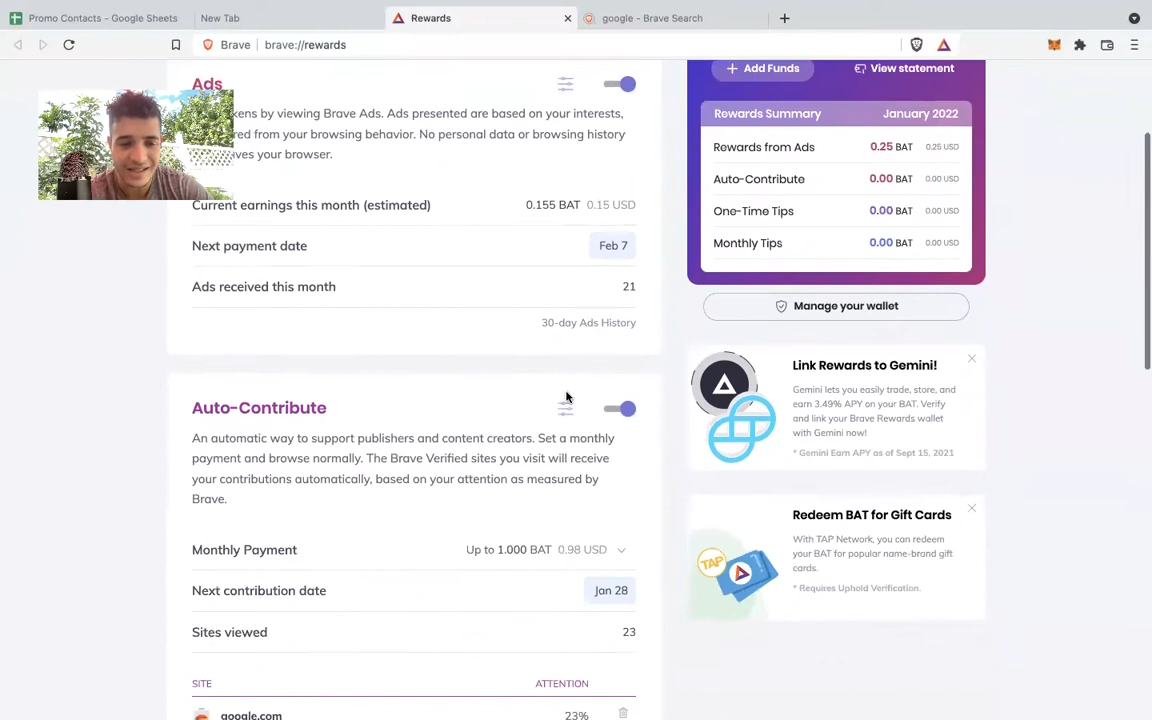 Promo Contacts - Google Sheets
New Tab
Rewards
google - Brave Search
Brave
brave://rewards
Ads
kens by viewing Brave Ads. Ads presented are based on your interests,
red from your browsing behavior. No personal data or browsing history
ves your browser.
Current earnings this month (estimated) 0.155 BAT 0.15 USD
Next payment date Feb 7
Ads received this month 21
30-day Ads History
Auto-Contribute
An automatic way to support publishers and content creators. Set a monthly
payment and browse normally. The Brave Verified sites you visit will receive
your contributions automatically, based on your attention as measured by
Brave.
Monthly Payment Up to 1.000 BAT 0.98 USD
Next contribution date Jan 28
Sites viewed 23
SITE ATTENTION
google.com 23%
Add Funds View statement
Rewards Summary January 2022
Rewards from Ads 0.25 BAT 0.25 USD
Auto-Contribute 0.00 BAT 0.00 USD
One-Time Tips 0.00 BAT 0.00 USD
Monthly Tips 0.00 BAT 0.00 USD
Manage your wallet
Link Rewards to Gemini!
Gemini lets you easily trade, store, and
earn 3.49% APY on your BAT. Verify
and link your Brave Rewards wallet
with Gemini now!
* Gemini Earn APY as of Sept 15, 2021
Redeem BAT for Gift Cards
With TAP Network, you can redeem
your BAT for popular name-brand gift
cards.
* Requires Uphold Verification.
TAP